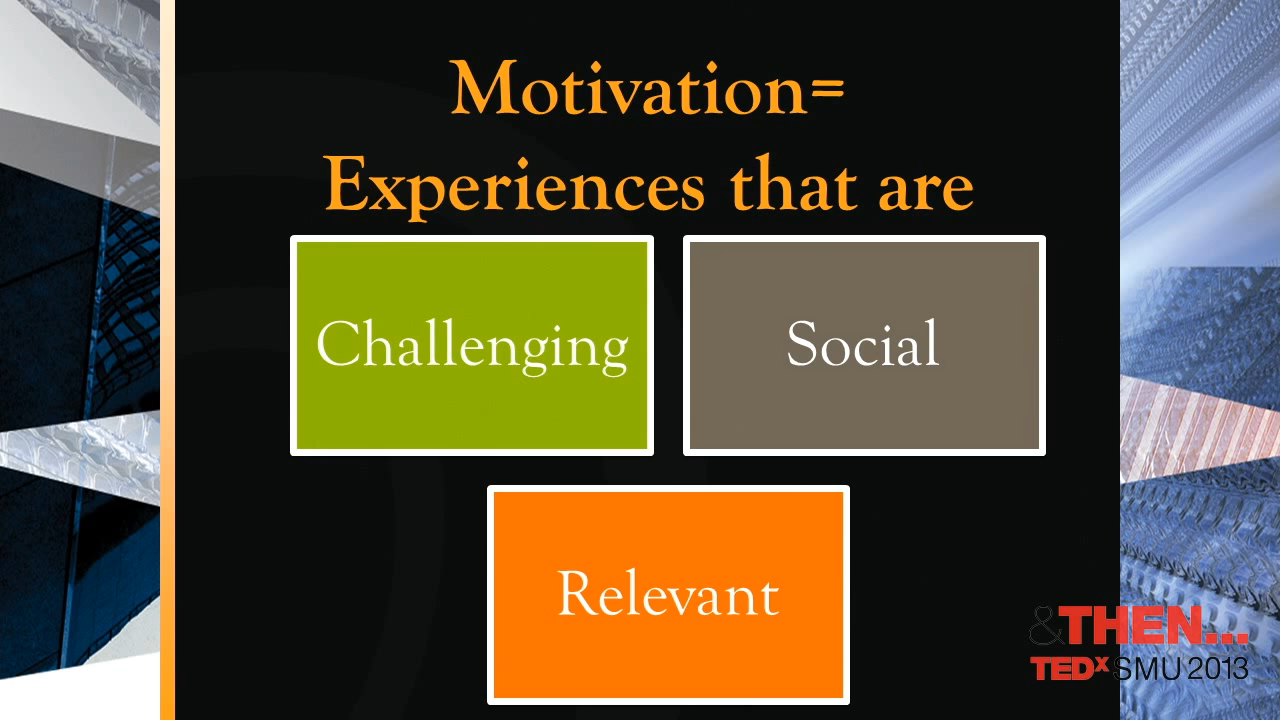 Motivation=
Experiences that are
Challenging
Social
Relevant
&THEN...
TEDx SMU 2013